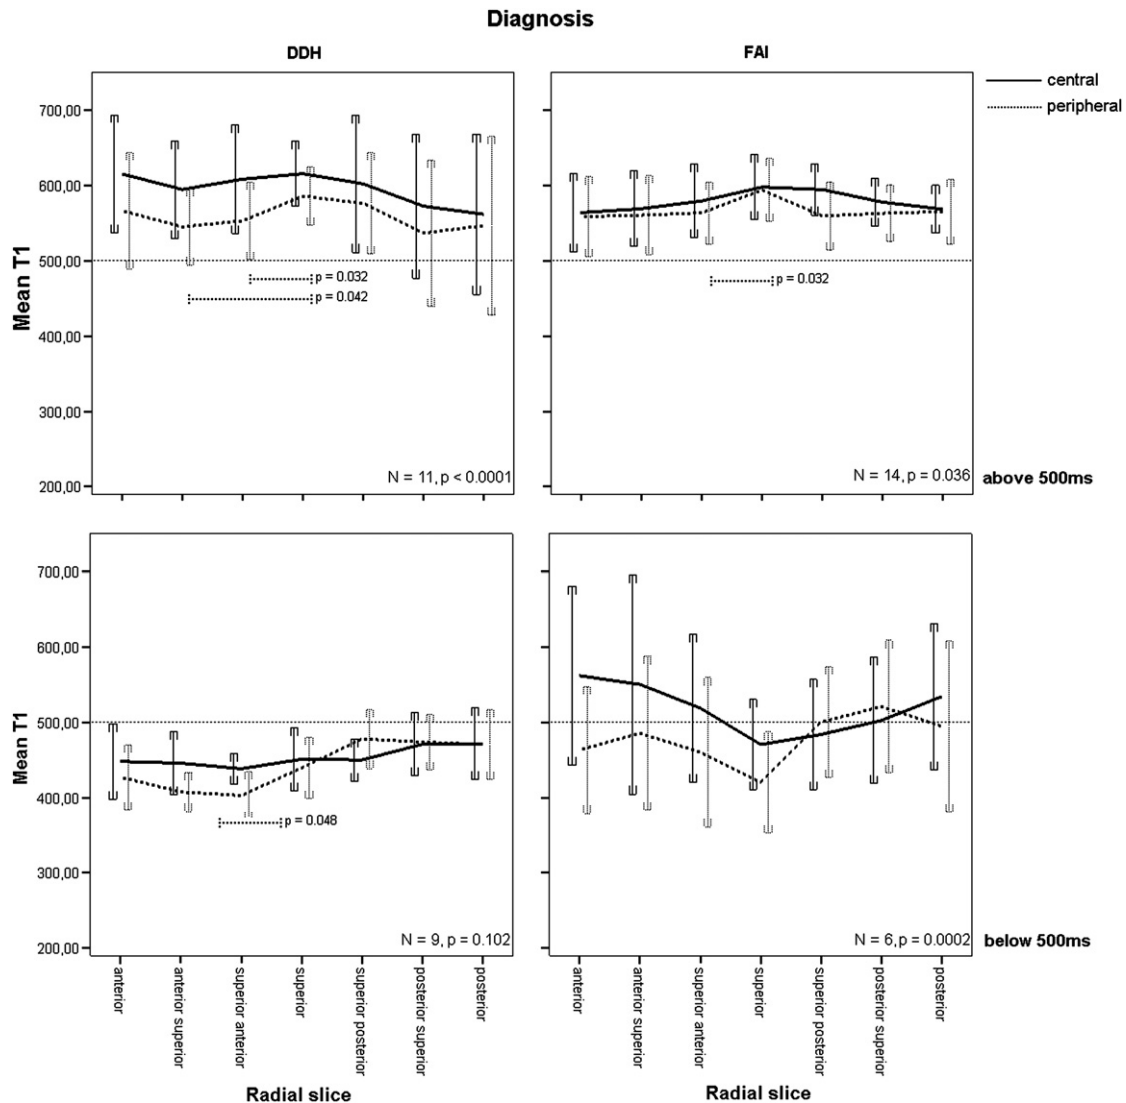 Diagnosis
DDH
FAI
central
peripheral
Mean T1
700,00
600,00
500,00
400,00
300,00
200,00
p = 0.032
p = 0.042
N = 11, p < 0.0001
p = 0.032
N = 14, p = 0.036
above 500ms
Mean T1
700,00
600,00
500,00
400,00
300,00
200,00
p = 0.048
N = 9, p = 0.102
N = 6, p = 0.0002
below 500ms
anterior
anterior superior
superior anterior
superior
superior posterior
posterior superior
posterior
anterior
anterior superior
superior anterior
superior
superior posterior
posterior superior
posterior
Radial slice
Radial slice